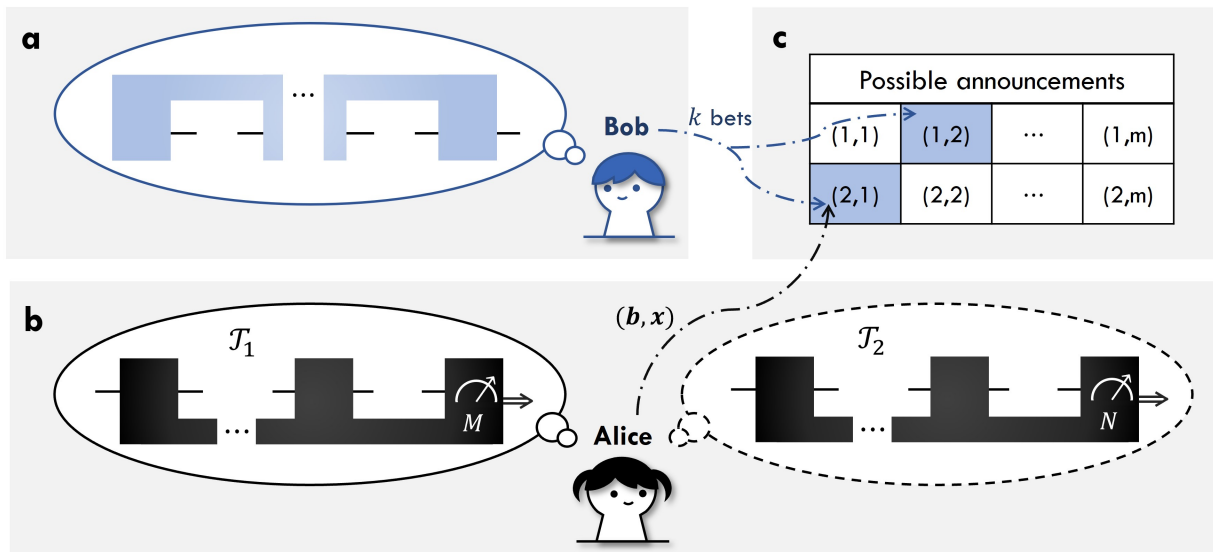 a
...
Bob
k bets
c
Possible announcements
(1,1) (1,2) ... (1,m)
(2,1) (2,2) ... (2,m)
b
𝒯₁
...
M
Alice
(b, x)
𝒯₂
...
N